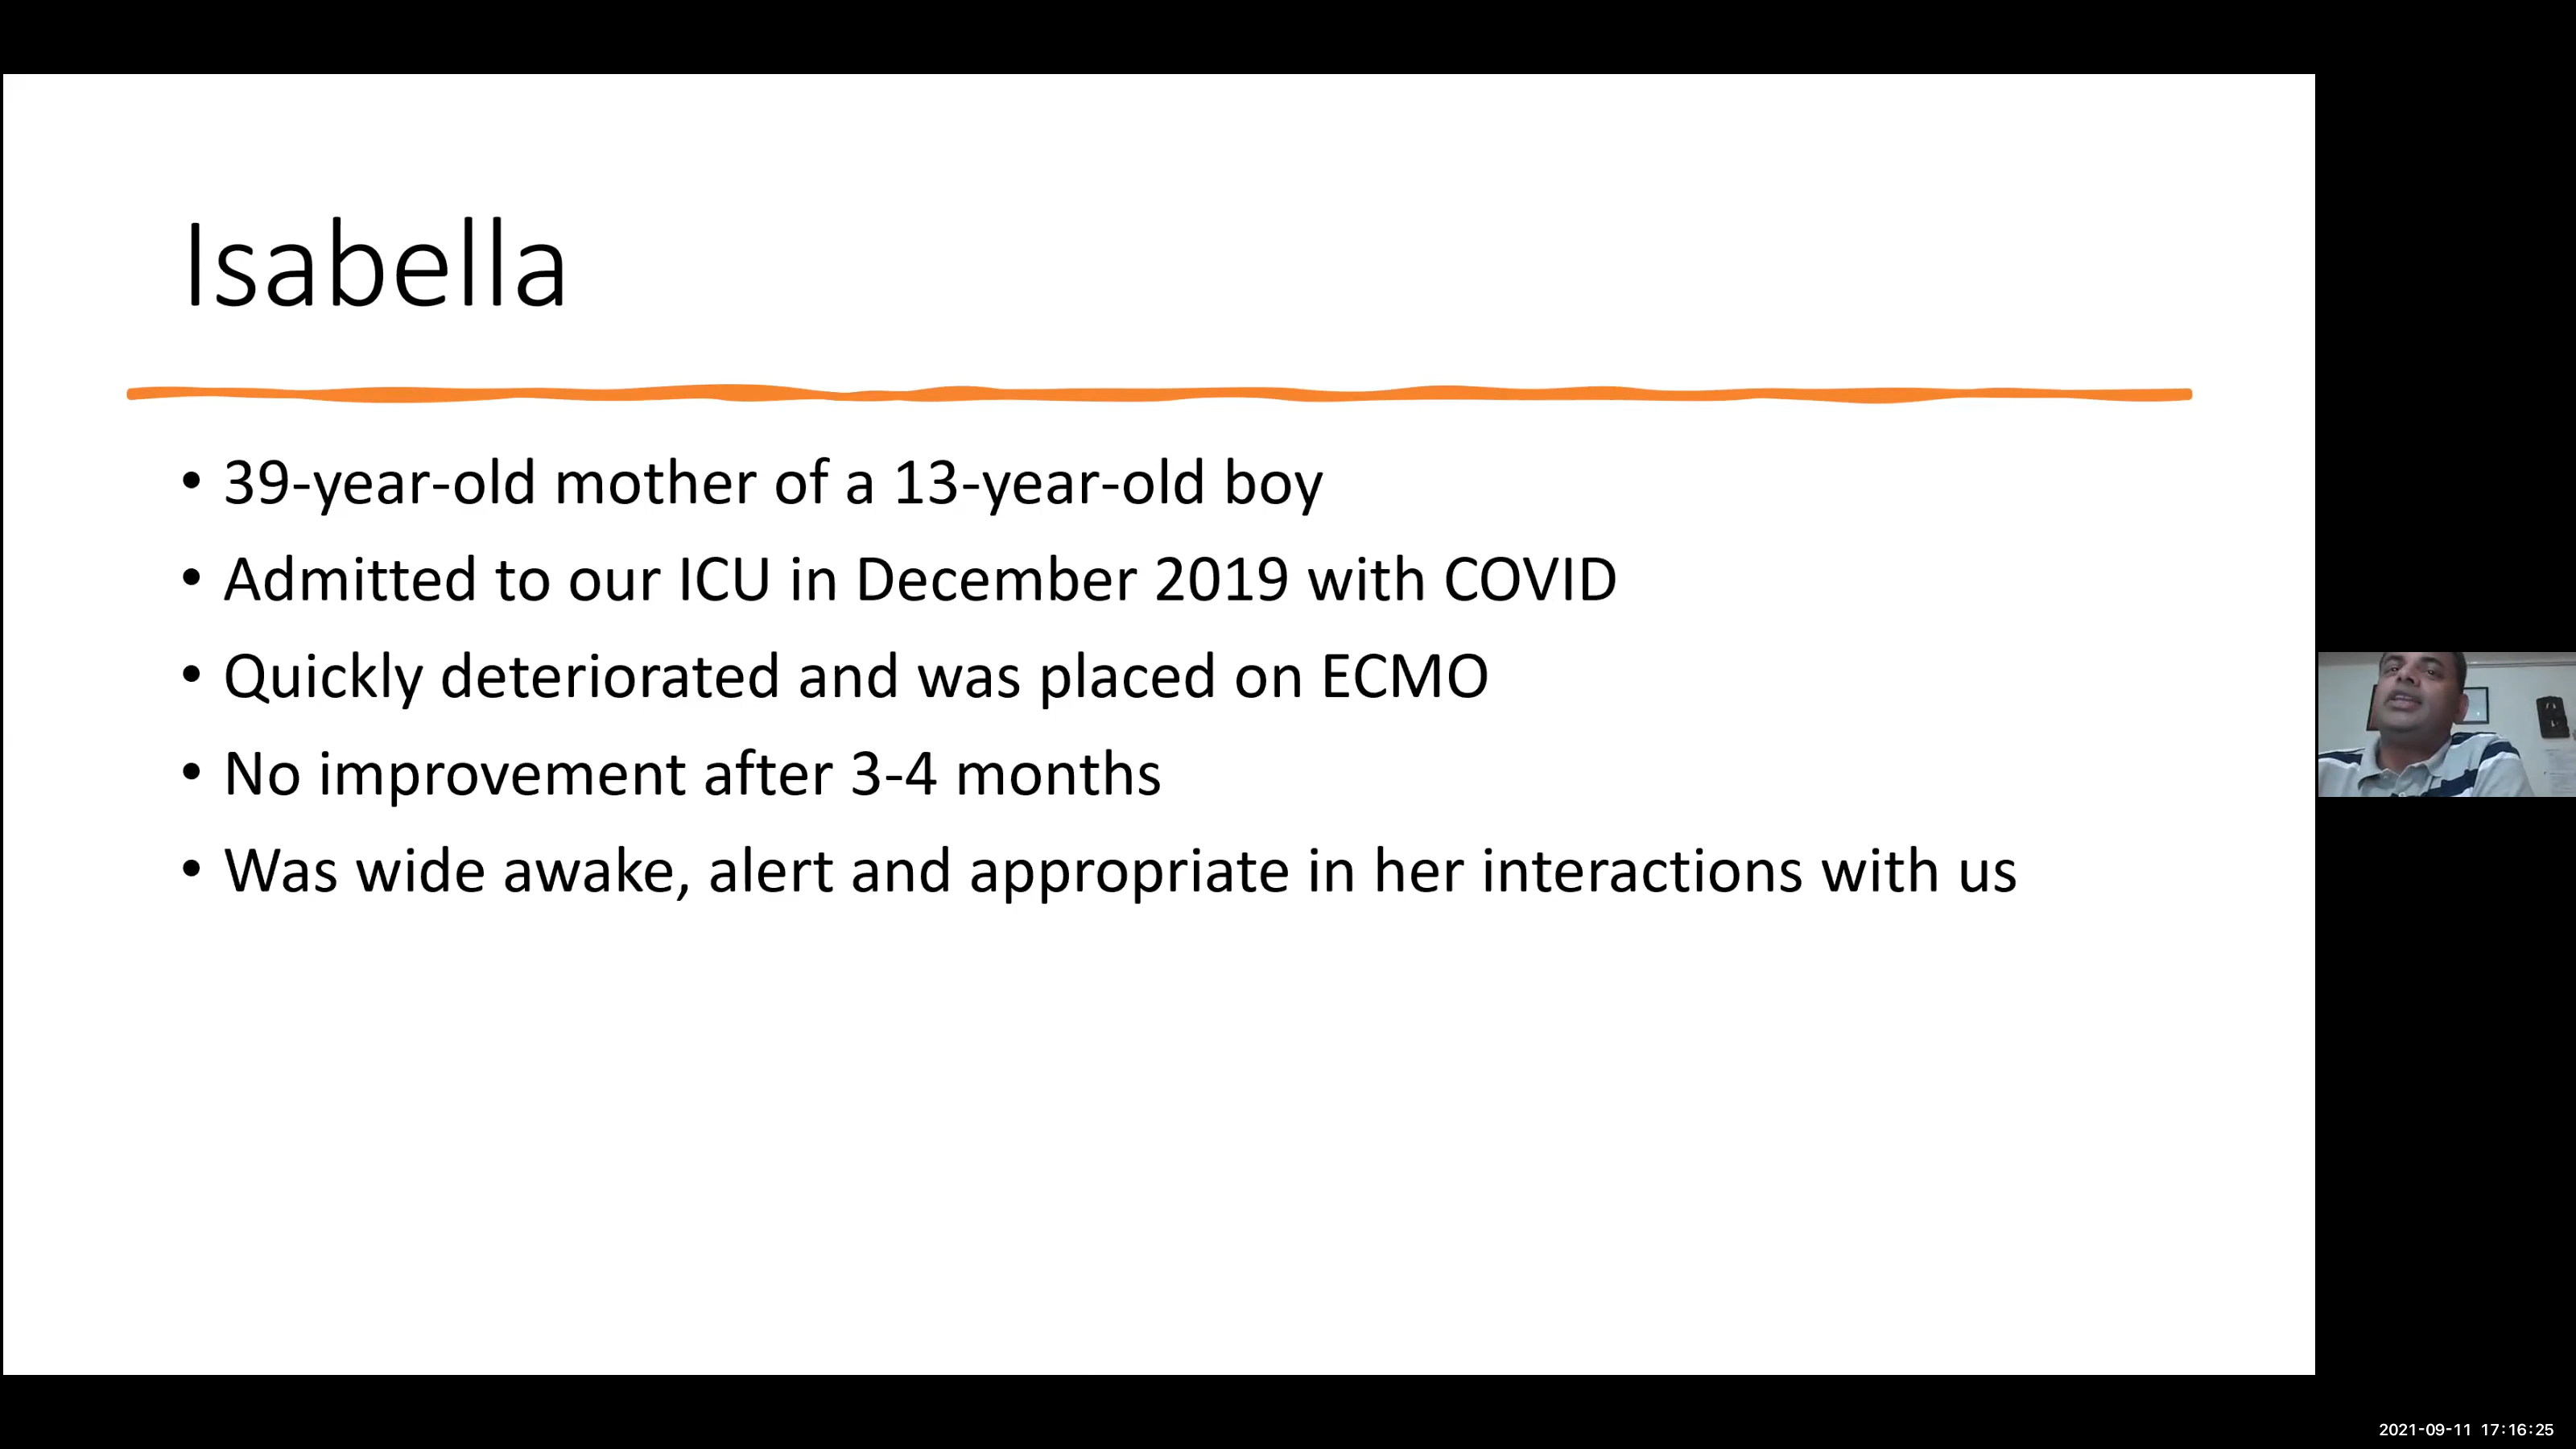 Isabella
• 39-year-old mother of a 13-year-old boy
• Admitted to our ICU in December 2019 with COVID
• Quickly deteriorated and was placed on ECMO
• No improvement after 3-4 months
• Was wide awake, alert and appropriate in her interactions with us
2021-09-11 17:16:25